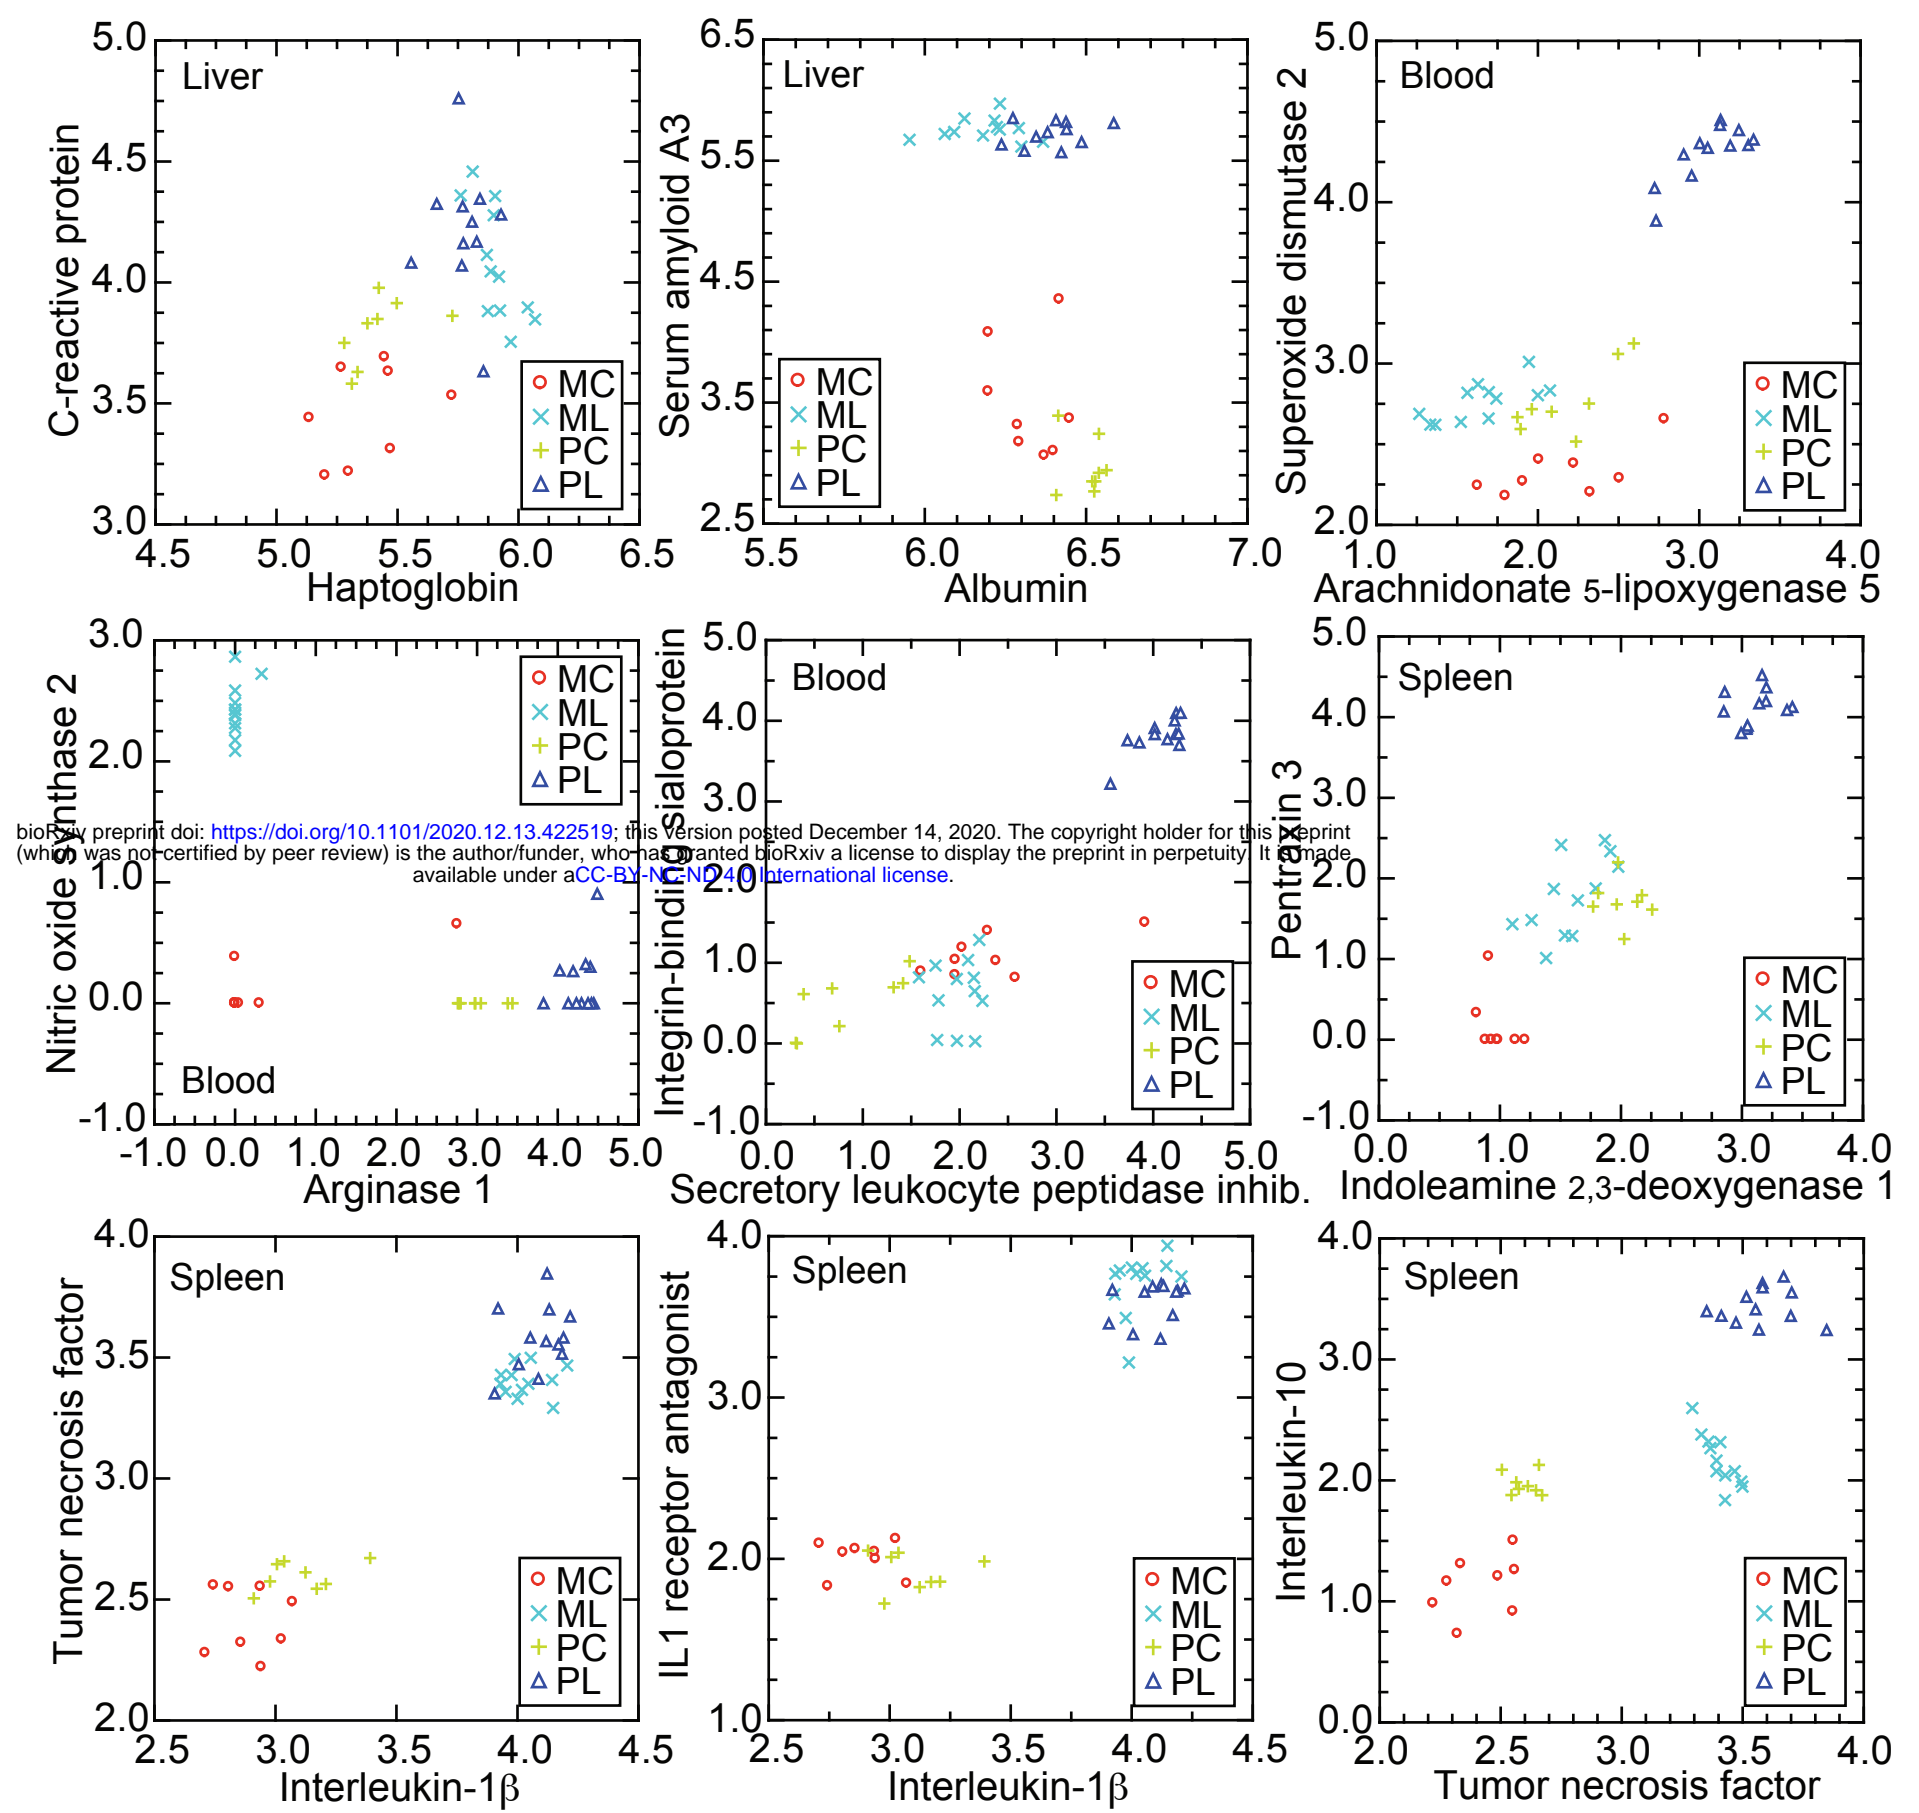 5.0
4.5
4.0
3.5
3.0
C-reactive protein
Liver
MC
ML
PC
PL
4.5 5.0 5.5 6.0 6.5
Haptoglobin
6.5
5.5
4.5
3.5
2.5
Serum amyloid A3
Liver
MC
ML
PC
PL
5.5 6.0 6.5 7.0
Albumin
5.0
4.0
3.0
2.0
Superoxide dismutase 2
Blood
MC
ML
PC
PL
1.0 2.0 3.0 4.0
Arachnidonate 5-lipoxygenase 5
3.0
2.0
1.0
0.0
-1.0
Nitric oxide synthase 2
MC
ML
PC
PL
Blood
-1.0 0.0 1.0 2.0 3.0 4.0 5.0
Arginase 1
5.0
4.0
3.0
2.0
1.0
0.0
-1.0
Integrin-binding sialoprotein
Blood
MC
ML
PC
PL
0.0 1.0 2.0 3.0 4.0 5.0
Secretory leukocyte peptidase inhib.
5.0
4.0
3.0
2.0
1.0
0.0
-1.0
Pentraxin 3
Spleen
MC
ML
PC
PL
0.0 1.0 2.0 3.0 4.0
Indoleamine 2,3-deoxygenase 1
bioRxiv preprint doi: https://doi.org/10.1101/2020.12.13.422519; this version posted December 14, 2020. The copyright holder for this preprint
(which was not certified by peer review) is the author/funder, who has granted bioRxiv a license to display the preprint in perpetuity. It is made
available under aCC-BY-NC-ND 4.0 International license.
4.0
3.5
3.0
2.5
2.0
Tumor necrosis factor
Spleen
MC
ML
PC
PL
2.5 3.0 3.5 4.0 4.5
Interleukin-1β
4.0
3.0
2.0
1.0
IL1 receptor antagonist
Spleen
MC
ML
PC
PL
2.5 3.0 3.5 4.0 4.5
Interleukin-1β
4.0
3.0
2.0
1.0
0.0
Interleukin-10
Spleen
MC
ML
PC
PL
2.0 2.5 3.0 3.5 4.0
Tumor necrosis factor